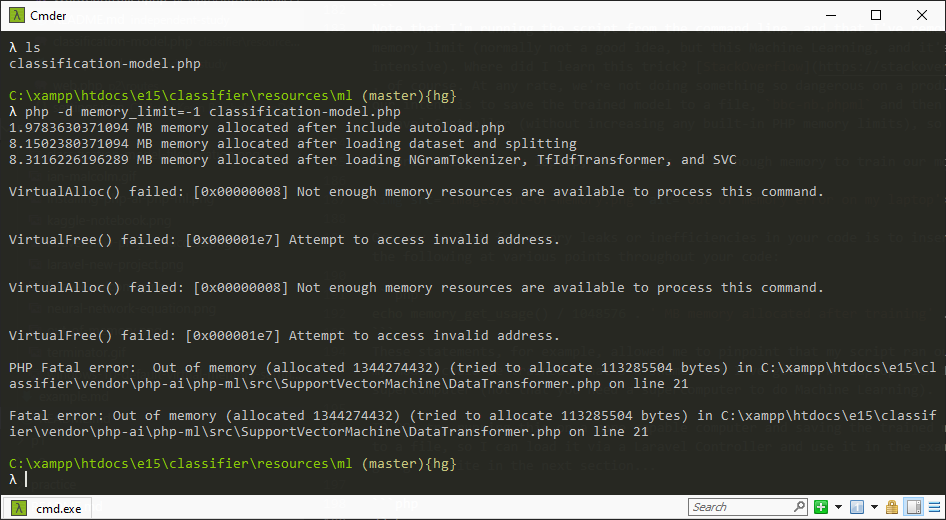 Cmder
λ ls
classification-model.php
C:\xampp\htdocs\e15\classifier\resources\ml (master){hg}
λ php -d memory_limit=-1 classification-model.php
1.9783630371094 MB memory allocated after include autoload.php
8.1502380371094 MB memory allocated after loading dataset and splitting
8.3116226196289 MB memory allocated after loading NGramTokenizer, TfIdfTransformer, and SVC
VirtualAlloc() failed: [0x00000008] Not enough memory resources are available to process this command.
VirtualFree() failed: [0x000001e7] Attempt to access invalid address.
VirtualAlloc() failed: [0x00000008] Not enough memory resources are available to process this command.
VirtualFree() failed: [0x000001e7] Attempt to access invalid address.
PHP Fatal error:  Out of memory (allocated 1344274432) (tried to allocate 113285504 bytes) in C:\xampp\htdocs\e15\cl
assifier\vendor\php-ai\php-ml\src\SupportVectorMachine\DataTransformer.php on line 21
Fatal error: Out of memory (allocated 1344274432) (tried to allocate 113285504 bytes) in C:\xampp\htdocs\e15\classif
ier\vendor\php-ai\php-ml\src\SupportVectorMachine\DataTransformer.php on line 21
C:\xampp\htdocs\e15\classifier\resources\ml (master){hg}
λ
cmd.exe
Search